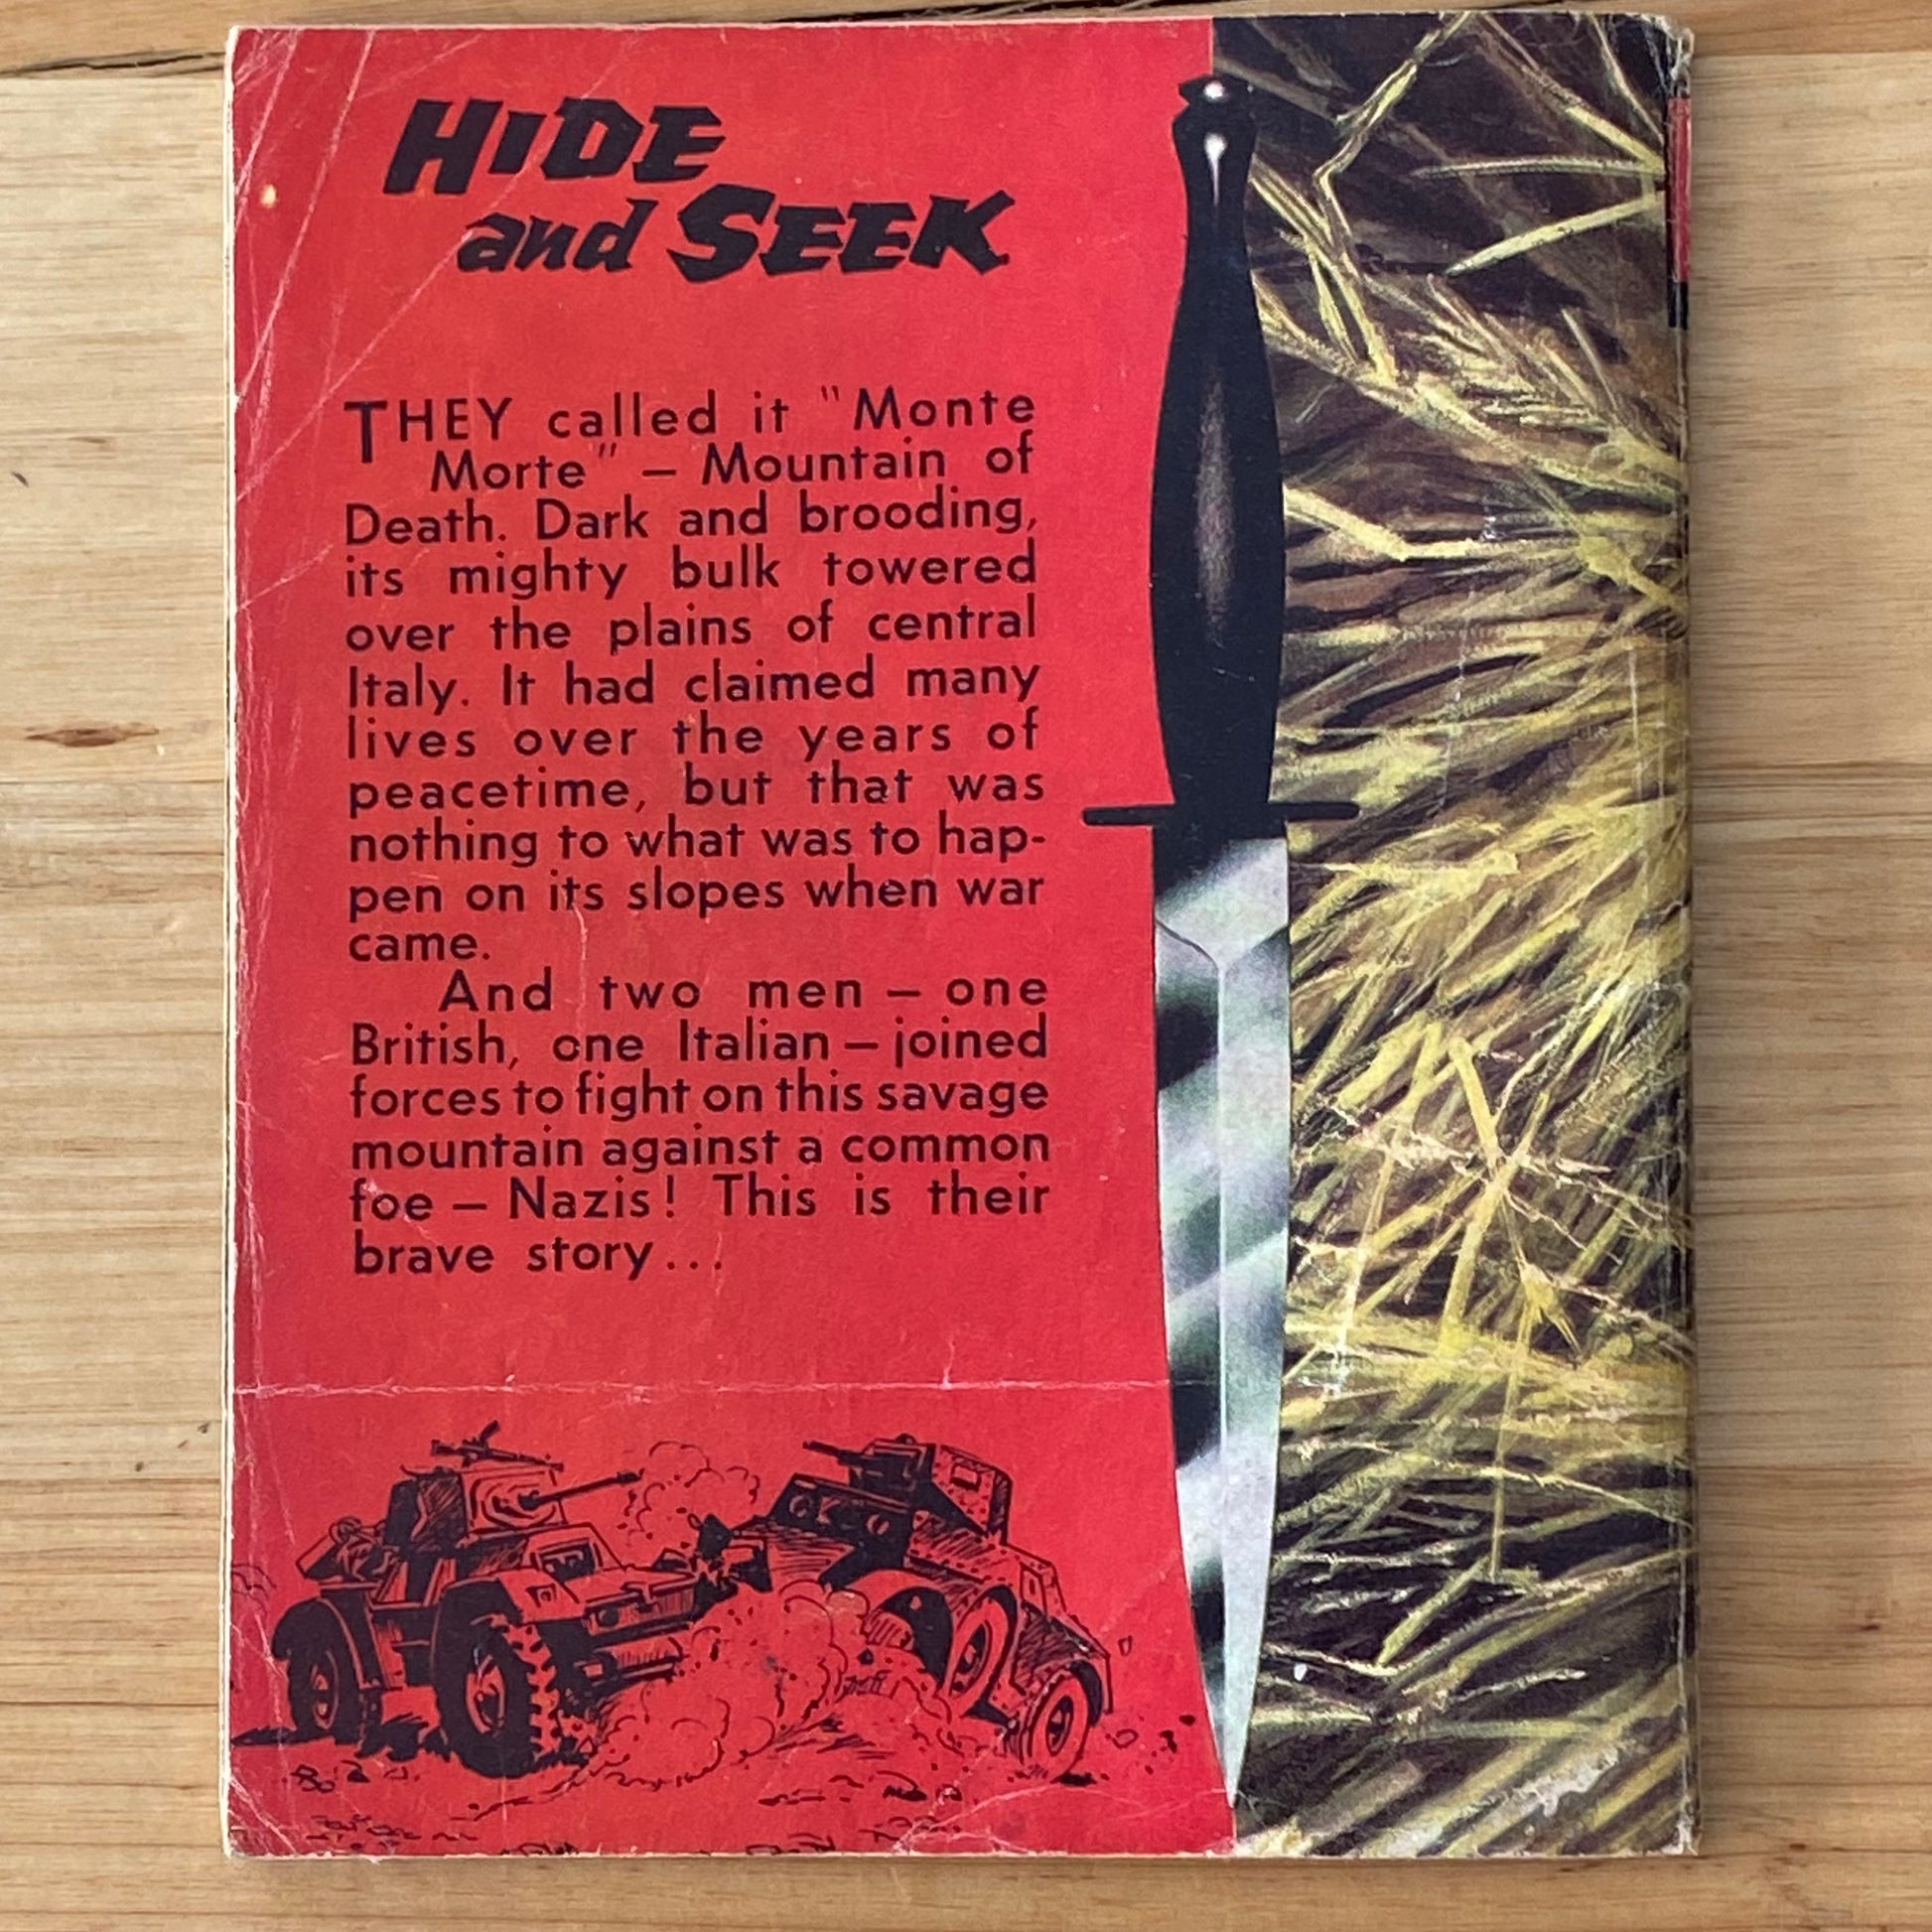 HIDE
and SEEK
THEY called it "Monte
Morte" — Mountain of
Death. Dark and brooding,
its mighty bulk towered
over the plains of central
Italy. It had claimed many
lives over the years of
peacetime, but that was
nothing to what was to hap-
pen on its slopes when war
came.
And two men — one
British, one Italian — joined
forces to fight on this savage
mountain against a common
foe — Nazis! This is their
brave story...